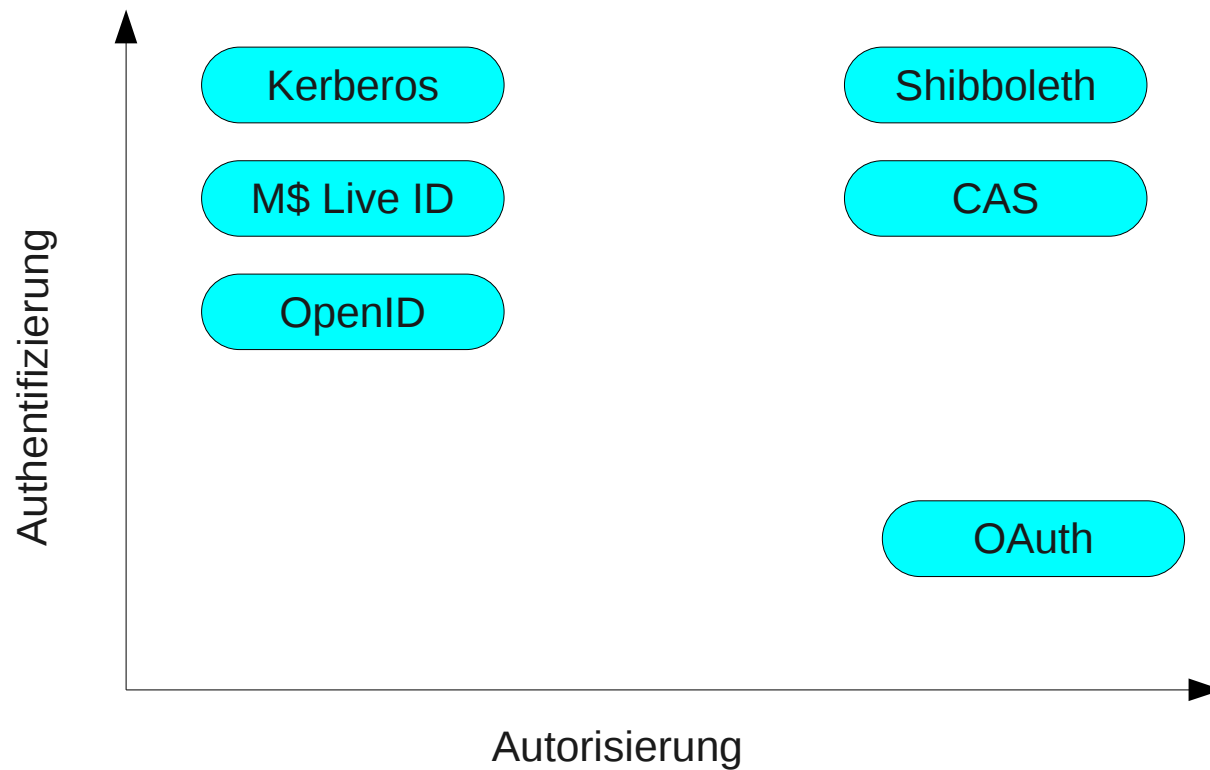 Kerberos
Shibboleth
M$ Live ID
CAS
OpenID
OAuth
Authentifizierung
Autorisierung